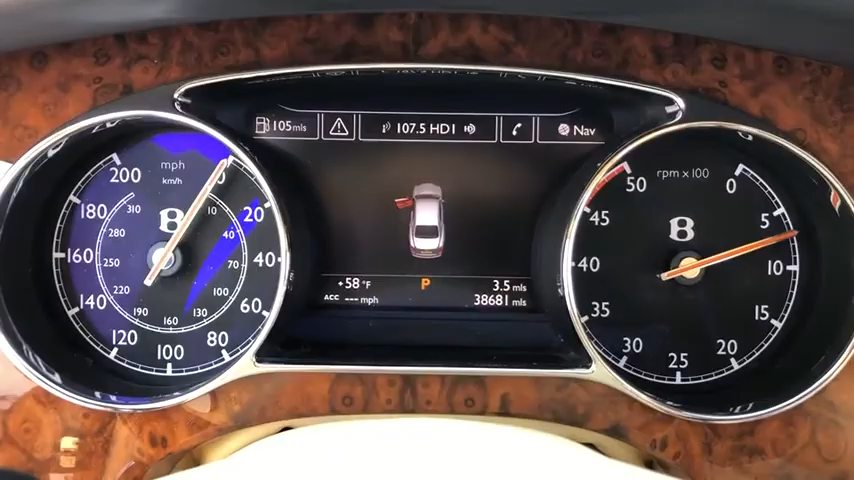 105mls
107.5 HD1
Nav
+58°F
P
3.5 mls
ACC --- mph
38681 mls
mph
km/h
0
20
40
60
80
100
120
140
160
180
200
10
40
70
100
130
160
190
220
250
280
310
B
rpm x 100
0
5
10
15
20
25
30
35
40
45
50
B